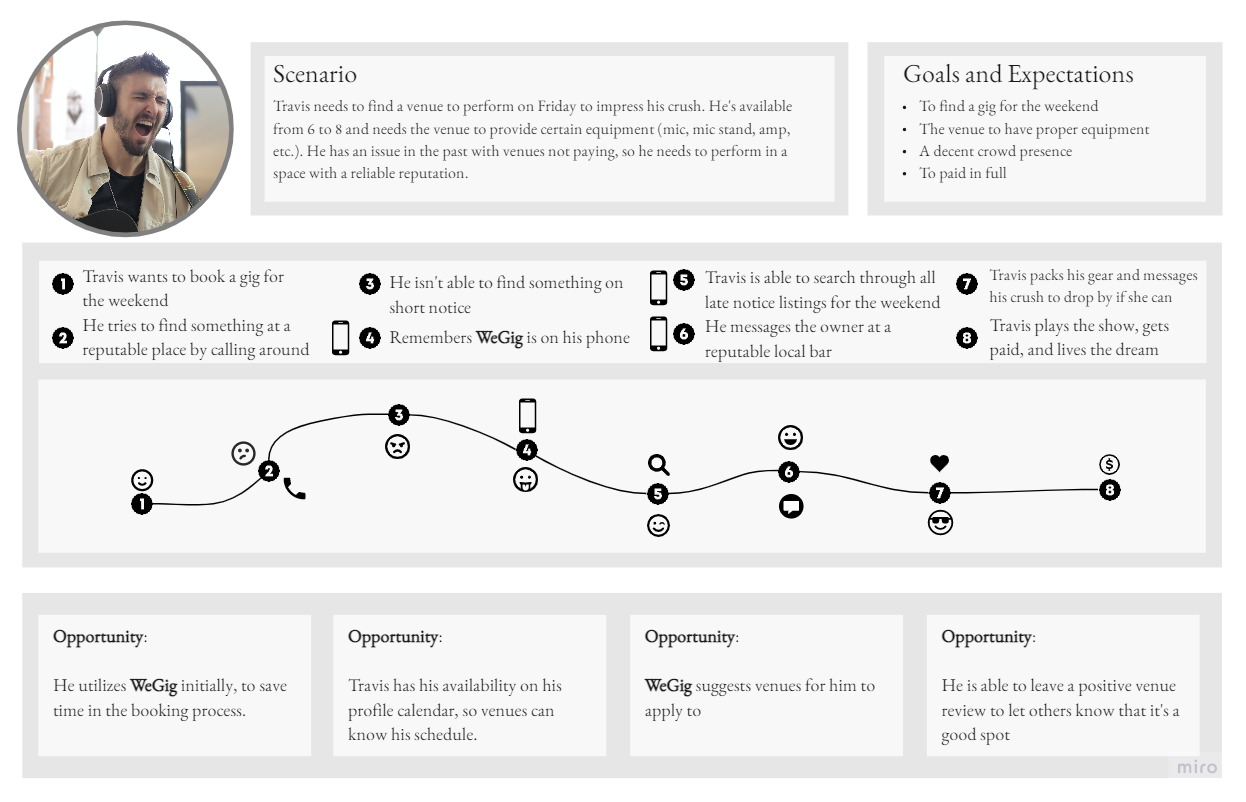 Scenario
Travis needs to find a venue to perform on Friday to impress his crush. He's available
from 6 to 8 and needs the venue to provide certain equipment (mic, mic stand, amp,
etc.). He has an issue in the past with venues not paying, so he needs to perform in a
space with a reliable reputation.
Goals and Expectations
• To find a gig for the weekend
• The venue to have proper equipment
• A decent crowd presence
• To paid in full
1 Travis wants to book a gig for
the weekend
2 He tries to find something at a
reputable place by calling around
3 He isn't able to find something on
short notice
4 Remembers WeGig is on his phone
5 Travis is able to search through all
late notice listings for the weekend
6 He messages the owner at a
reputable local bar
7 Travis packs his gear and messages
his crush to drop by if she can
8 Travis plays the show, gets
paid, and lives the dream
1
2
3
4
5
6
7
$
8
Opportunity:
He utilizes WeGig initially, to save
time in the booking process.
Opportunity:
Travis has his availability on his
profile calendar, so venues can
know his schedule.
Opportunity:
WeGig suggests venues for him to
apply to
Opportunity:
He is able to leave a positive venue
review to let others know that it's a
good spot
miro